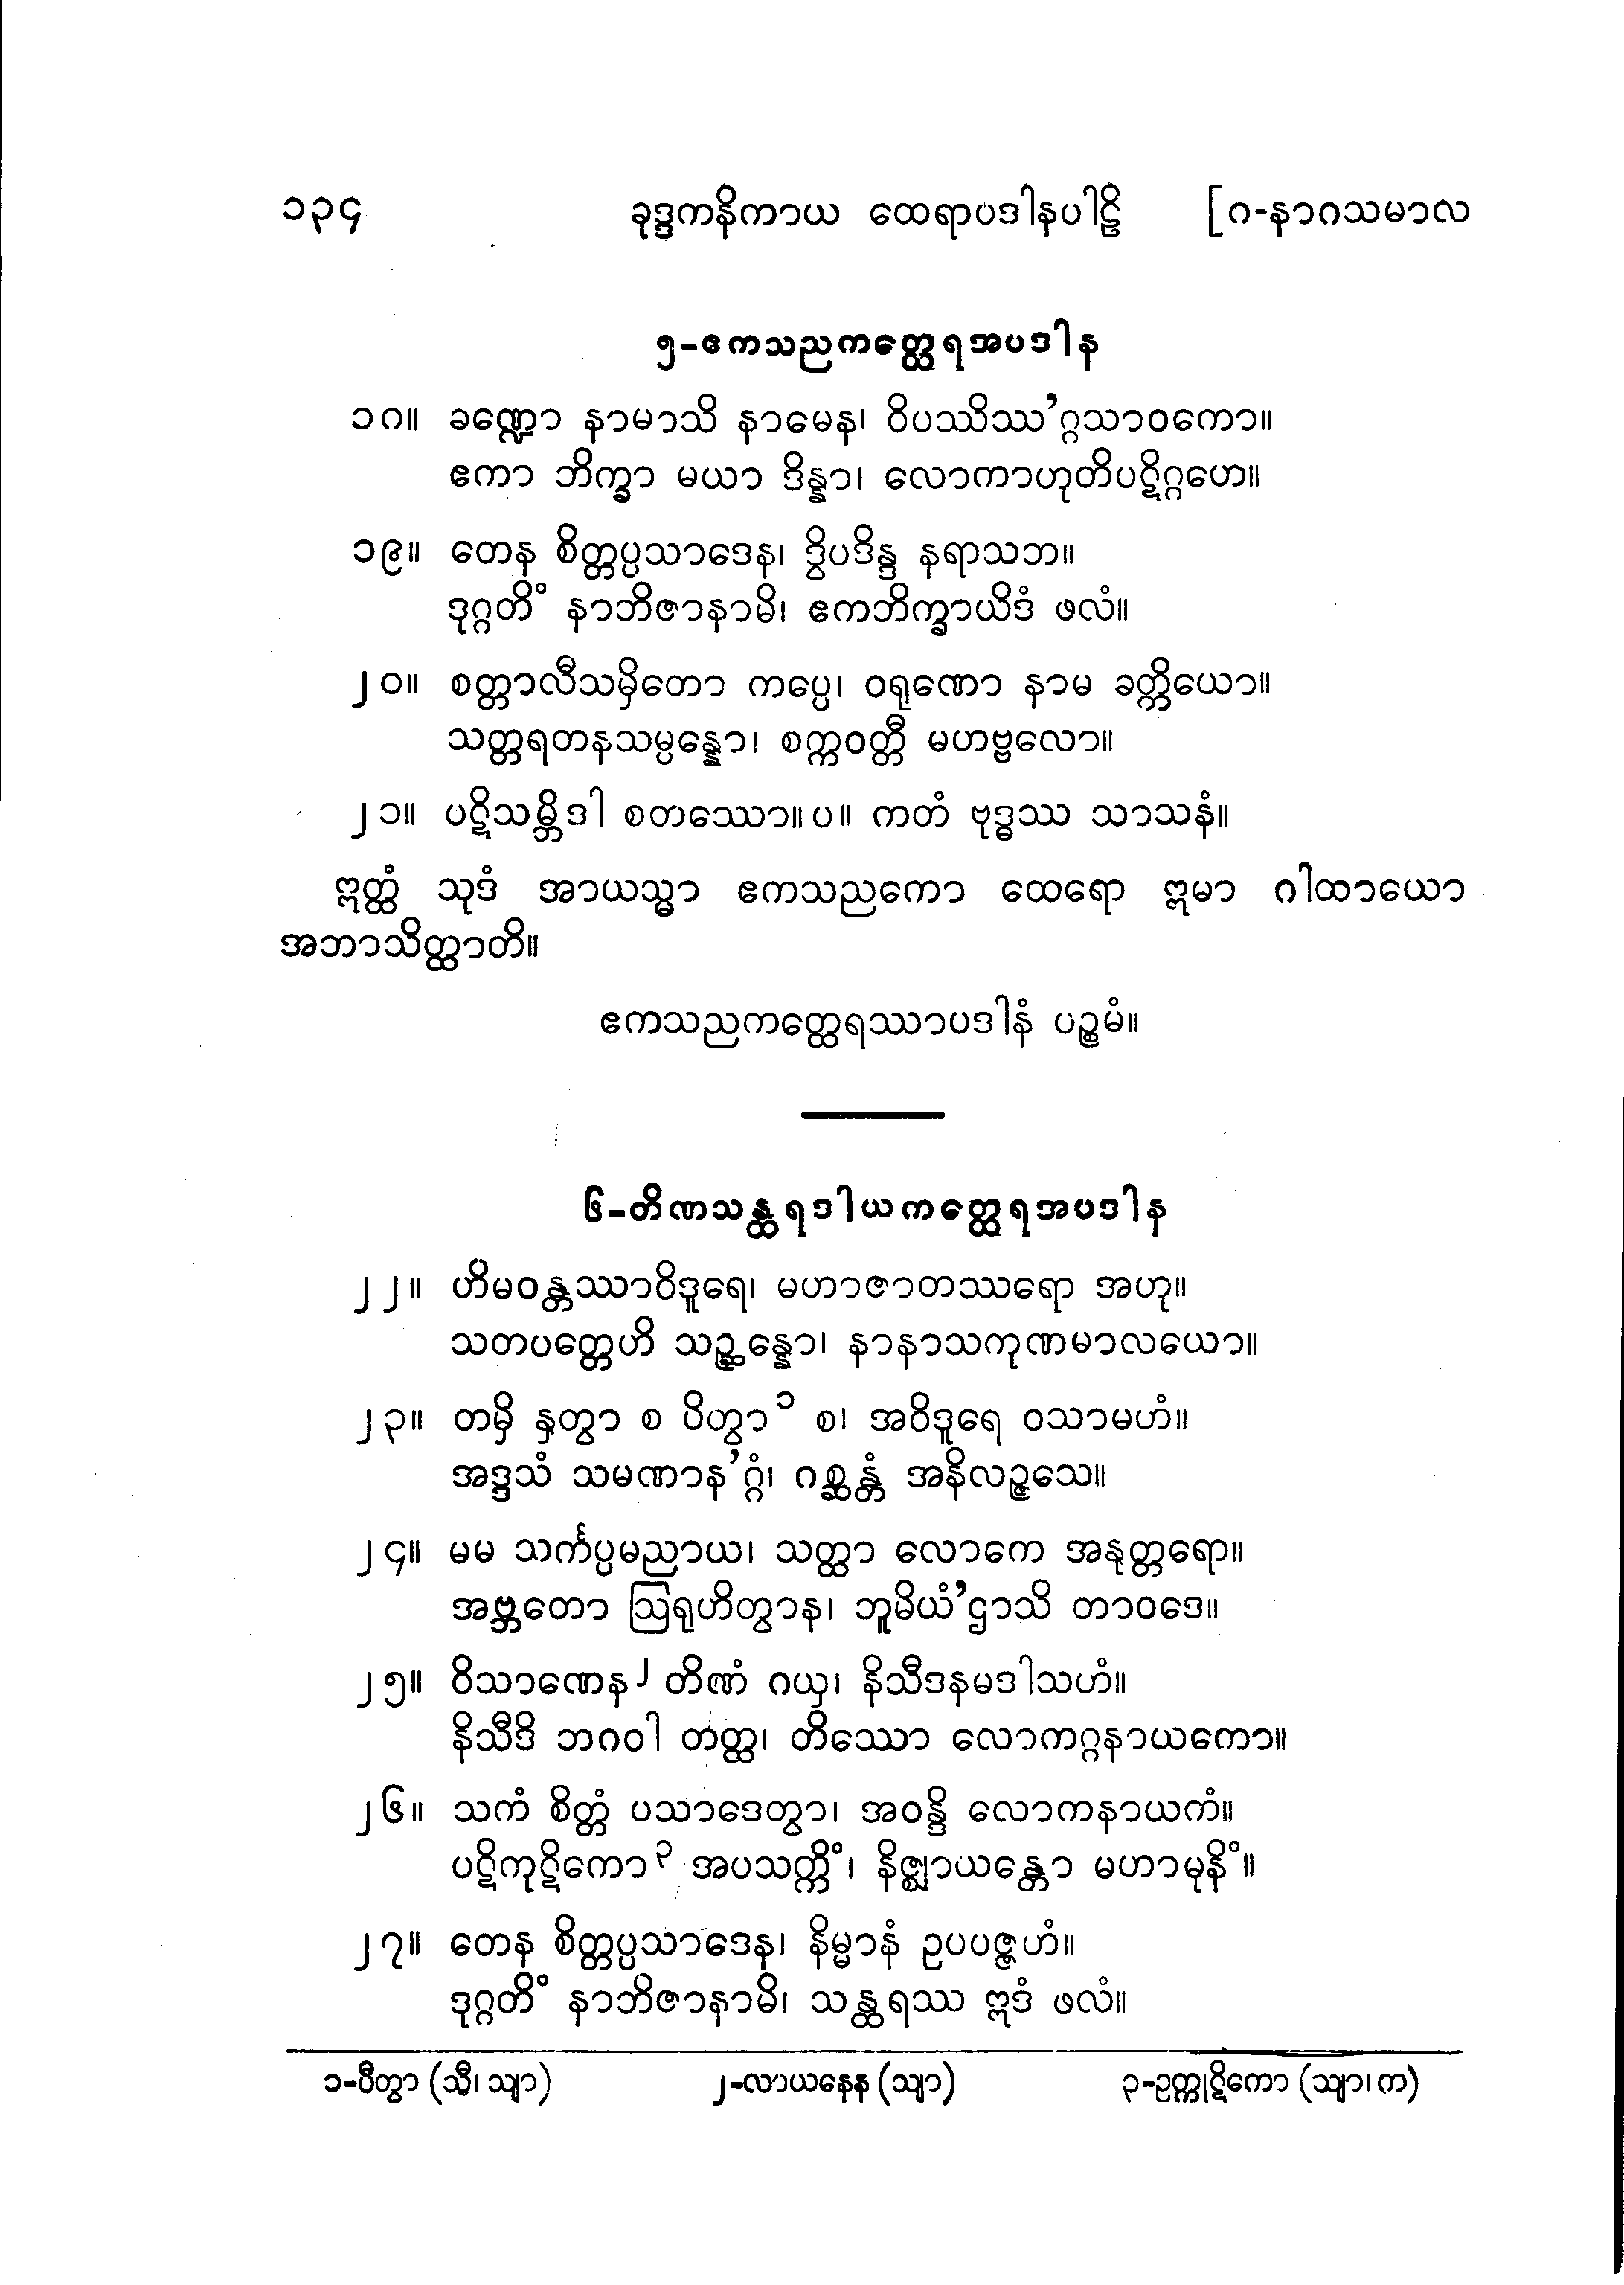 ၁၃၄ ခုဒ္ဒကနိကာယ ထေရာပဒါနပါဠိ [ဂ-နာဂသမာလ
၅-ဧကသညကတ္ထေရအပဒါန
၁၈။ ခဏ္ဍော နာမာသိ နာမေန၊ ဝိပဿိဿ’ဂ္ဂသာဝကော။
ဧကာ ဘိက္ခာ မယာ ဒိန္နာ၊ လောကာဟုတိပဋိဂ္ဂဟေ။
၁၉။ တေန စိတ္တပ္ပသာဒေန၊ ဒွိပဒိန္ဒ နရာသဘ။
ဒုဂ္ဂတိံ နာဘိဇာနာမိ၊ ဧကဘိက္ခာယိဒံ ဖလံ။
၂၀။ စတ္တာလီသမှိတော ကပ္ပေ၊ ဝရုဏော နာမ ခတ္တိယော။
သတ္တရတနသမ္ပန္နော၊ စက္ကဝတ္တီ မဟဗ္ဗလော။
၂၁။ ပဋိသမ္ဘိဒါ စတဿော။ပ။ ကတံ ဗုဒ္ဓဿ သာသနံ။
ဣတ္ထံ သုဒံ အာယသ္မာ ဧကသညကော ထေရော ဣမာ ဂါထာယော
အဘာသိတ္ထာတိ။
ဧကသညကတ္ထေရဿာပဒါနံ ပဉ္စမံ။
၆-တိဏသန္ထရဒါယကတ္ထေရအပဒါန
၂၂။ ဟိမဝန္တဿာဝိဒူရေ၊ မဟာဇာတဿရော အဟု။
သတပတ္တေဟိ သဉ္ဆန္နော၊ နာနာသကုဏမာလယော။
၂၃။ တမှိ နှတွာ စ ပိတွာ၁ စ၊ အဝိဒူရေ ဝသာမဟံ။
အဒ္ဒသံ သမဏာန’ဂ္ဂံ၊ ဂစ္ဆန္တံ အနိလဉ္ဇသေ။
၂၄။ မမ သင်္ကပ္ပမညာယ၊ သတ္ထာ လောကေ အနုတ္တရော။
အဗ္ဘတော ဩရုဟိတွာန၊ ဘူမိယံ’ဌာသိ တာဝဒေ။
၂၅။ ဝိသာဏေန၂ တိဏံ ဂယှ၊ နိသီဒနမဒါသဟံ။
နိသီဒိ ဘဂဝါ တတ္ထ၊ တိဿော လောကဂ္ဂနာယကော။
၂၆။ သကံ စိတ္တံ ပသာဒေတွာ၊ အဝန္ဒိ လောကနာယကံ။
ပဋိကုဋိကော၃ အပသက္ကိံ၊ နိဇ္ဈာယန္တော မဟာမုနိံ။
၂၇။ တေန စိတ္တပ္ပသာဒေန၊ နိမ္မာနံ ဥပပဇ္ဇဟံ။
ဒုဂ္ဂတိံ နာဘိဇာနာမိ၊ သန္ထရဿ ဣဒံ ဖလံ။
၁-ပီတွာ (သီ၊ သျာ) ၂-လာယနေန (သျာ) ၃-ဥက္ကုဋိကော (သျာ၊ က)